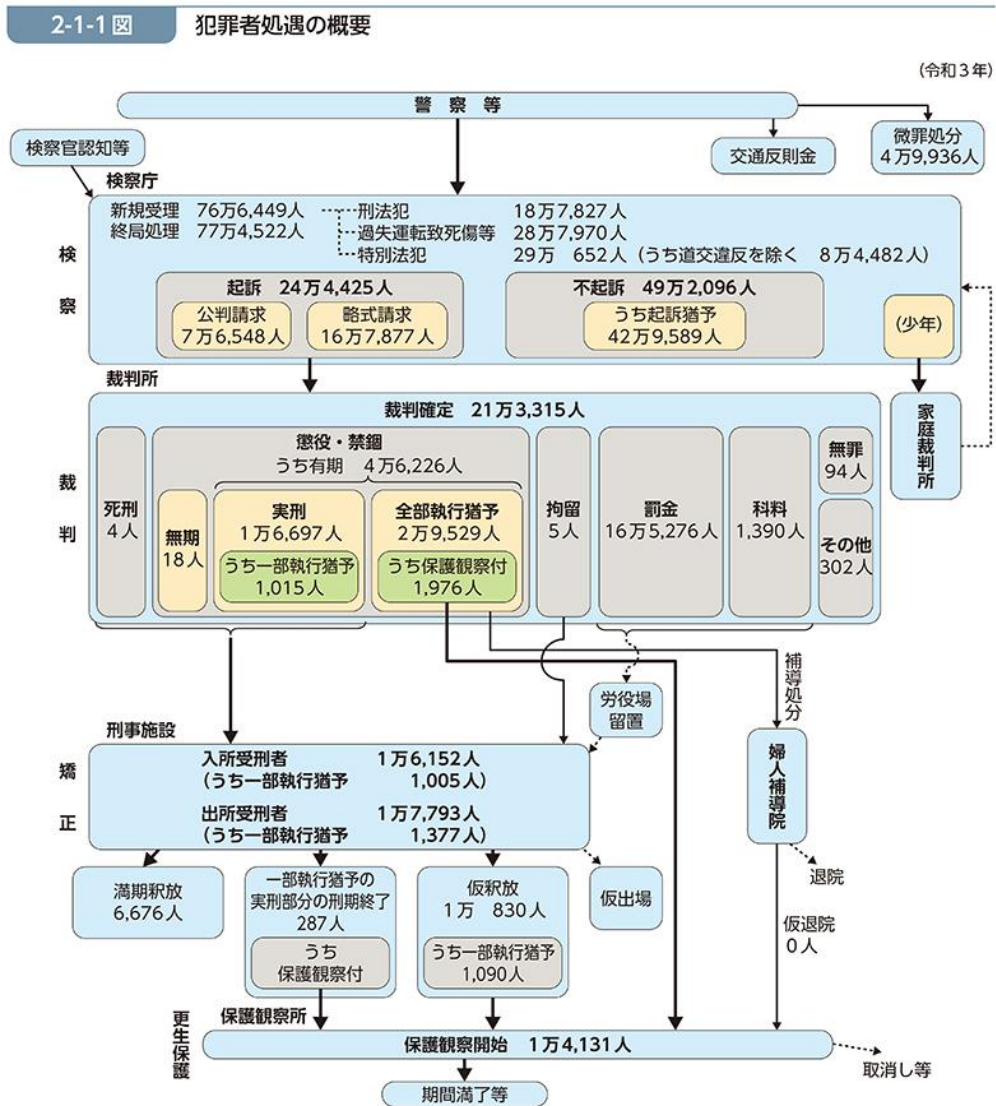 2-1-1図 犯罪者処遇の概要
(令和3年)
警察等
検察官認知等
交通反則金
微罪処分
4万9,936人
検察庁
検察
新規受理 76万6,449人
終局処理 77万4,522人
刑法犯 18万7,827人
過失運転致死傷等 28万7,970人
特別法犯 29万 652人 (うち道交違反を除く 8万4,482人)
起訴 24万4,425人
公判請求
7万6,548人
略式請求
16万7,877人
不起訴 49万2,096人
うち起訴猶予
42万9,589人
(少年)
裁判所
家庭裁判所
裁判
裁判確定 21万3,315人
死刑
4人
懲役・禁錮
うち有期 4万6,226人
無期
18人
実刑
1万6,697人
うち一部執行猶予
1,015人
全部執行猶予
2万9,529人
うち保護観察付
1,976人
拘留
5人
罰金
16万5,276人
科料
1,390人
無罪
94人
その他
302人
労役場
留置
補導処分
婦人補導院
刑事施設
矯正
入所受刑者 1万6,152人
(うち一部執行猶予 1,005人)
出所受刑者 1万7,793人
(うち一部執行猶予 1,377人)
満期釈放
6,676人
一部執行猶予の
実刑部分の刑期終了
287人
うち
保護観察付
仮釈放
1万 830人
うち一部執行猶予
1,090人
仮出場
退院
仮退院
0人
更生保護
保護観察所
保護観察開始 1万4,131人
取消し等
期間満了等